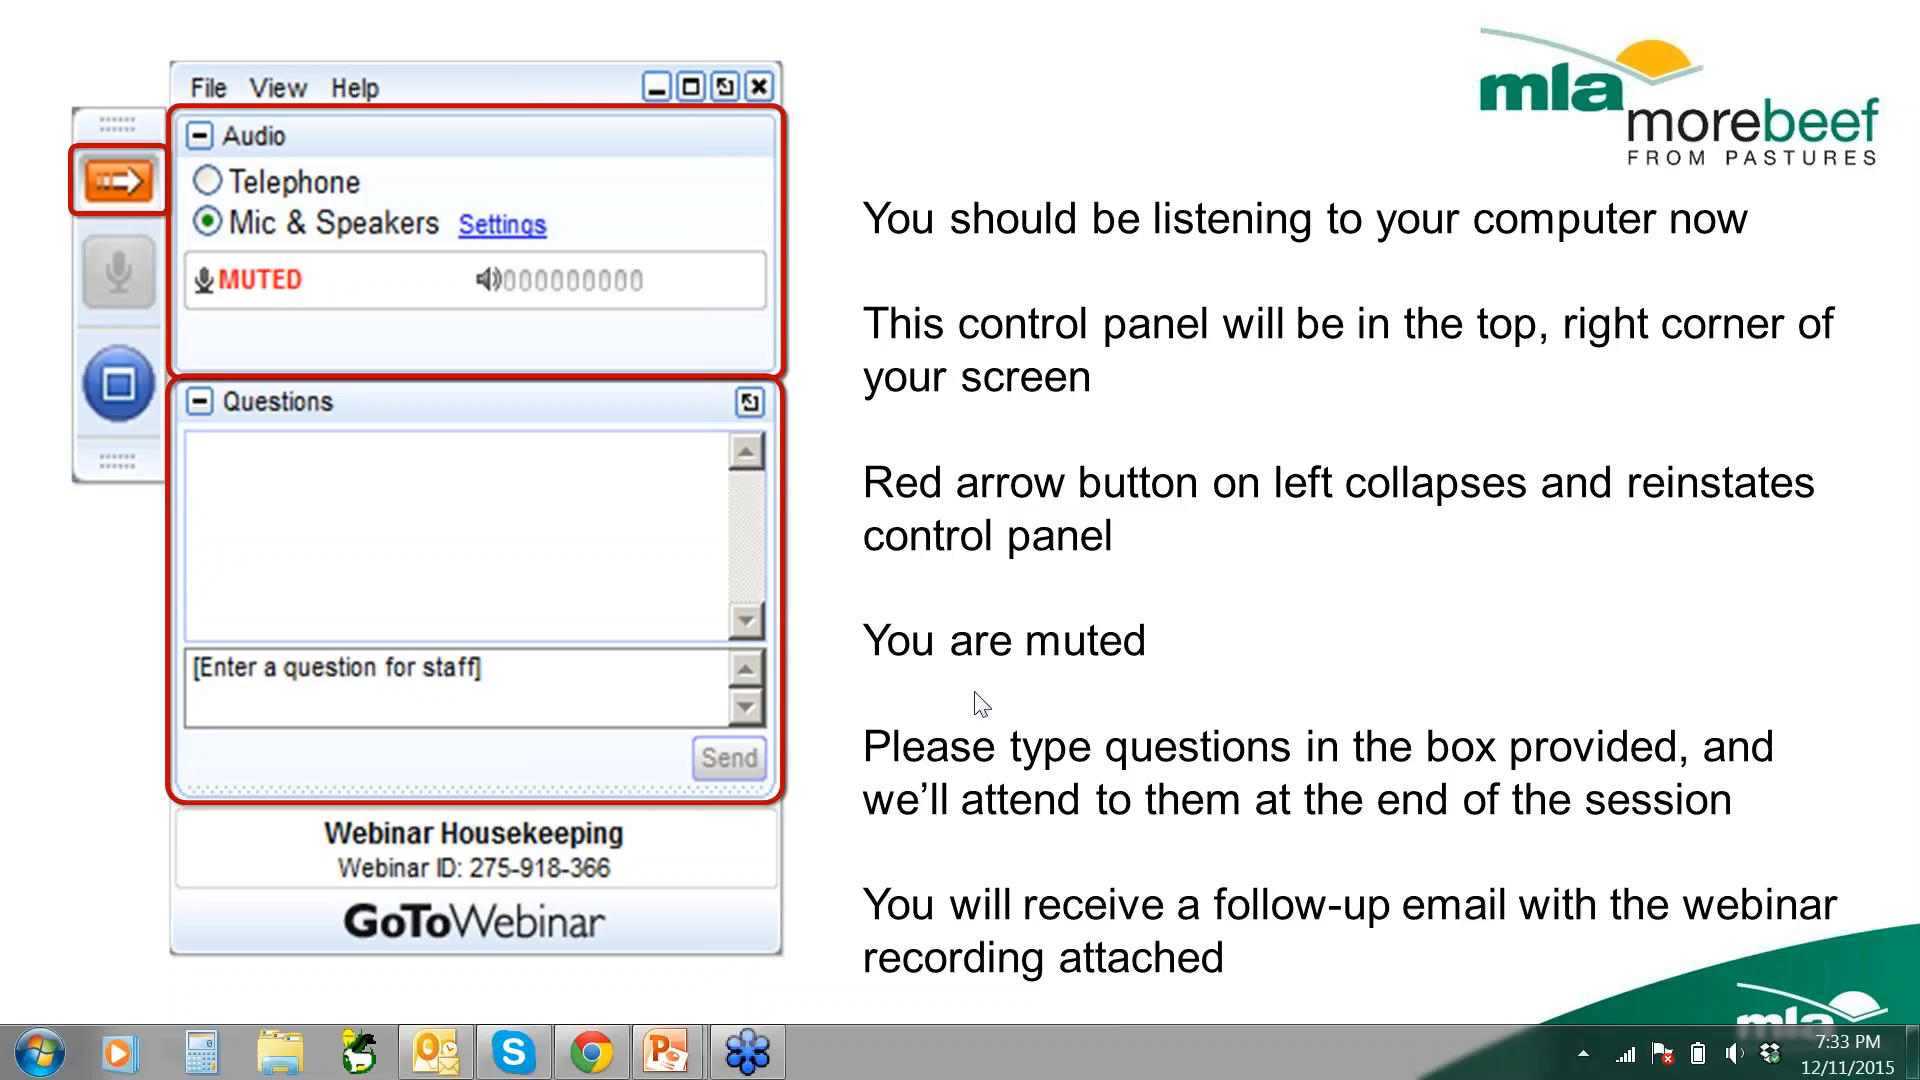 File View Help
Audio
Telephone
Mic & Speakers Settings
MUTED
Questions
[Enter a question for staff]
Send
Webinar Housekeeping
Webinar ID: 275-918-366
GoToWebinar
mla
morebeef
FROM PASTURES
You should be listening to your computer now
This control panel will be in the top, right corner of
your screen
Red arrow button on left collapses and reinstates
control panel
You are muted
Please type questions in the box provided, and
we’ll attend to them at the end of the session
You will receive a follow-up email with the webinar
recording attached
mla
7:33 PM
12/11/2015